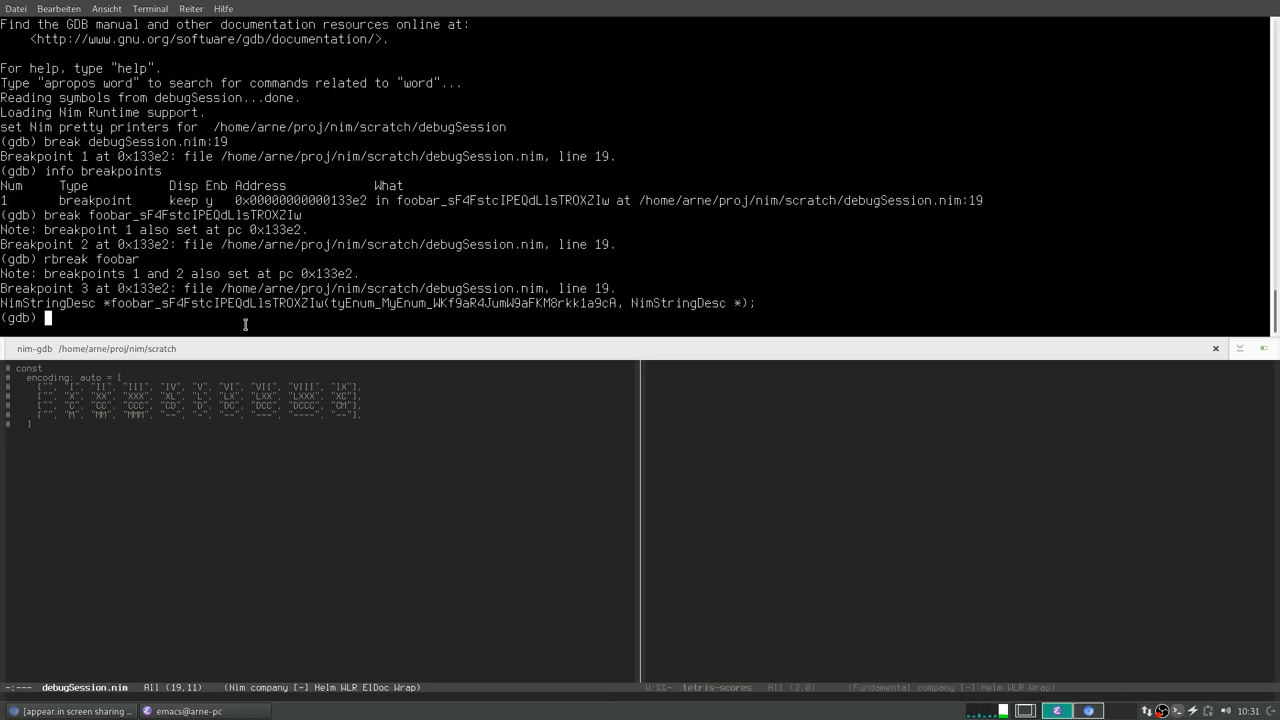 Datei Bearbeiten Ansicht Terminal Reiter Hilfe
Find the GDB manual and other documentation resources online at:
<http://www.gnu.org/software/gdb/documentation/>.
For help, type "help".
Type "apropos word" to search for commands related to "word"...
Reading symbols from debugSession...done.
Loading Nim Runtime support.
set Nim pretty printers for /home/arne/proj/nim/scratch/debugSession
(gdb) break debugSession.nim:19
Breakpoint 1 at 0x133e2: file /home/arne/proj/nim/scratch/debugSession.nim, line 19.
(gdb) info breakpoints
Num Type Disp Enb Address What
1 breakpoint keep y 0x00000000000133e2 in foobar_sF4FstcIPEQdLlsTROXZIw at /home/arne/proj/nim/scratch/debugSession.nim:19
(gdb) break foobar_sF4FstcIPEQdLlsTROXZIw
Note: breakpoint 1 also set at pc 0x133e2.
Breakpoint 2 at 0x133e2: file /home/arne/proj/nim/scratch/debugSession.nim, line 19.
(gdb) rbreak foobar
Note: breakpoints 1 and 2 also set at pc 0x133e2.
Breakpoint 3 at 0x133e2: file /home/arne/proj/nim/scratch/debugSession.nim, line 19.
NimStringDesc *foobar_sF4FstcIPEQdLlsTROXZIw(tyEnum_MyEnum_WKf9aR4JumW9aFKM8rkk1a9cA, NimStringDesc *);
(gdb)
nim-gdb /home/arne/proj/nim/scratch
# const
# encoding: auto = [
# ["", "I", "II", "III", "IV", "V", "VI", "VII", "VIII", "IX"],
# ["", "X", "XX", "XXX", "XL", "L", "LX", "LXX", "LXXX", "XC"],
# ["", "C", "CC", "CCC", "CD", "D", "DC", "DCC", "DCCC", "CM"],
# ["", "M", "MM", "MMM", "--", "-", "--", "---", "----", "--"],
# ]
-:--- debugSession.nim All (19,11) (Nim company [-] Helm WLR ElDoc Wrap)
U:%%- tetris-scores All (2,0) (Fundamental company [-] Helm WLR Wrap)
[appear.in screen sharing ... emacs@arne-pc 10:31